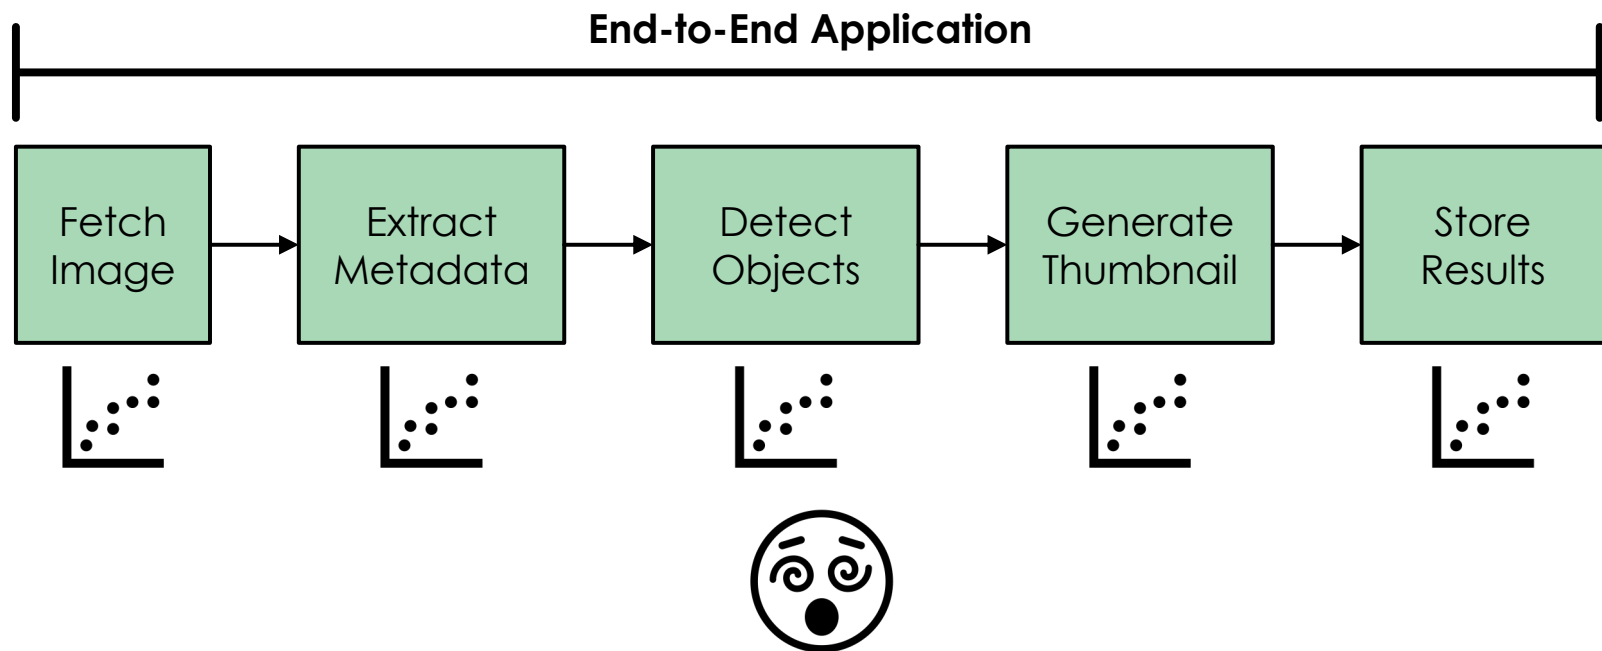 End-to-End Application
Fetch
Image
Extract
Metadata
Detect
Objects
Generate
Thumbnail
Store
Results